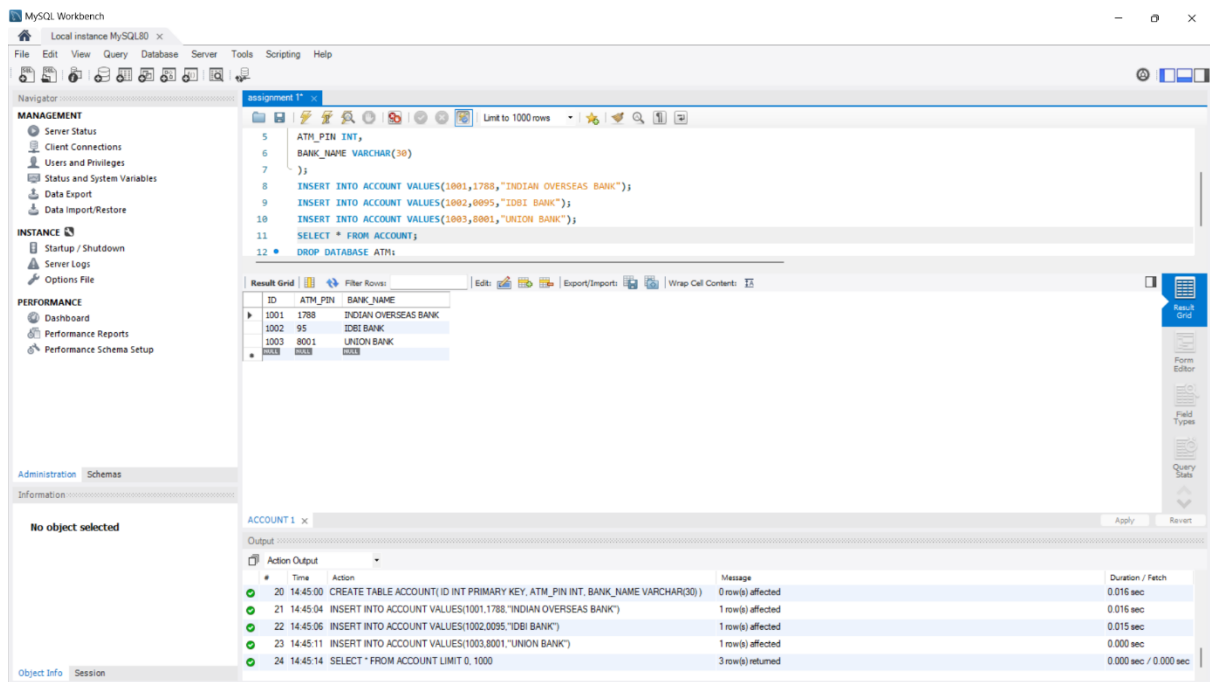 MySQL Workbench
Local instance MySQL80 ×
File Edit View Query Database Server Tools Scripting Help
Navigator
MANAGEMENT
Server Status
Client Connections
Users and Privileges
Status and System Variables
Data Export
Data Import/Restore
INSTANCE
Startup / Shutdown
Server Logs
Options File
PERFORMANCE
Dashboard
Performance Reports
Performance Schema Setup
Administration Schemas
Information
No object selected
Object Info Session
assignment 1* ×
Limit to 1000 rows
5 ATM_PIN INT,
6 BANK_NAME VARCHAR(30)
7 );
8 INSERT INTO ACCOUNT VALUES(1001,1788,"INDIAN OVERSEAS BANK");
9 INSERT INTO ACCOUNT VALUES(1002,0095,"IDBI BANK");
10 INSERT INTO ACCOUNT VALUES(1003,8001,"UNION BANK");
11 SELECT * FROM ACCOUNT;
12 DROP DATABASE ATM;
Result Grid Filter Rows: Edit: Export/Import: Wrap Cell Content:
ID ATM_PIN BANK_NAME
1001 1788 INDIAN OVERSEAS BANK
1002 95 IDBI BANK
1003 8001 UNION BANK
NULL NULL NULL
Result
Grid
Form
Editor
Field
Types
Query
Stats
ACCOUNT 1 × Apply Revert
Output
Action Output
# Time Action Message Duration / Fetch
20 14:45:00 CREATE TABLE ACCOUNT( ID INT PRIMARY KEY, ATM_PIN INT, BANK_NAME VARCHAR(30) ) 0 row(s) affected 0.016 sec
21 14:45:04 INSERT INTO ACCOUNT VALUES(1001,1788,"INDIAN OVERSEAS BANK") 1 row(s) affected 0.016 sec
22 14:45:06 INSERT INTO ACCOUNT VALUES(1002,0095,"IDBI BANK") 1 row(s) affected 0.015 sec
23 14:45:11 INSERT INTO ACCOUNT VALUES(1003,8001,"UNION BANK") 1 row(s) affected 0.000 sec
24 14:45:14 SELECT * FROM ACCOUNT LIMIT 0, 1000 3 row(s) returned 0.000 sec / 0.000 sec